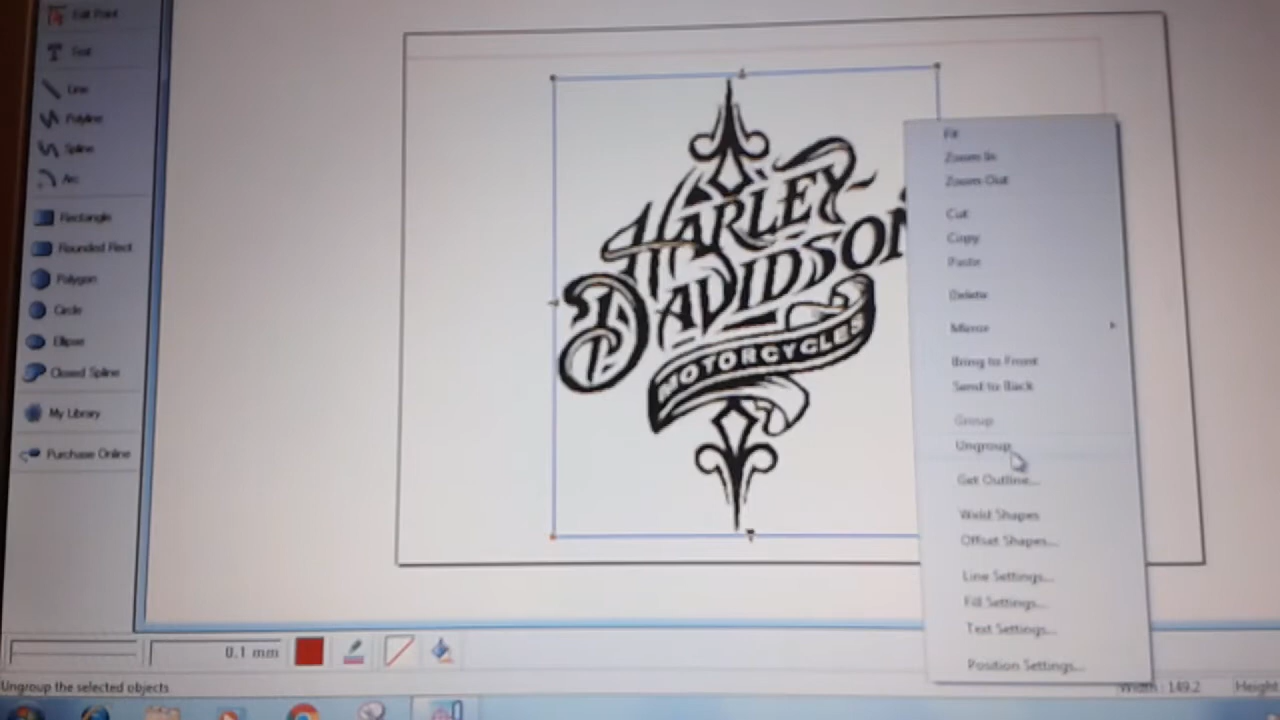 Edit Point
Text
Line
Polyline
Spline
Arc
Rectangle
Rounded Rect
Polygon
Circle
Ellipse
Closed Spline
My Library
Purchase Online
HARLEY-
DAVIDSON
MOTORCYCLES
Fit
Zoom In
Zoom Out
Cut
Copy
Paste
Delete
Mirror
Bring to Front
Send to Back
Group
Ungroup
Get Outline...
Weld Shapes
Offset Shapes...
Line Settings...
Fill Settings...
Text Settings...
Position Settings...
0.1 mm
Ungroup the selected objects
Width : 149.2 Height